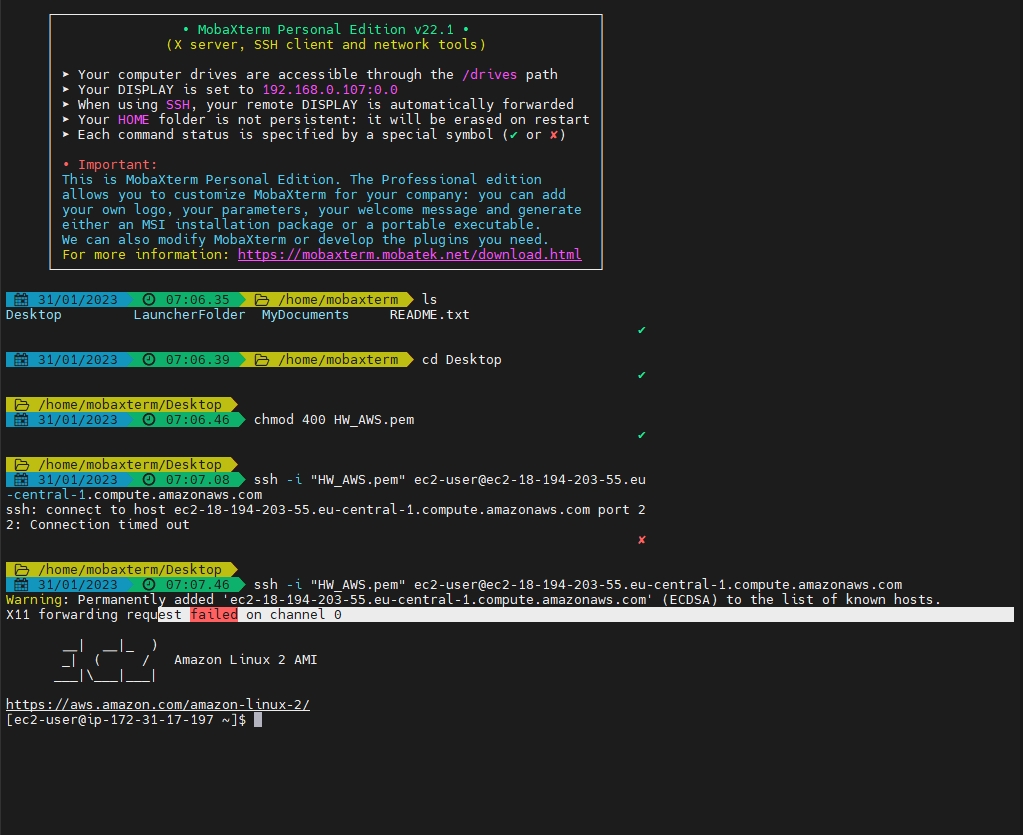 • MobaXterm Personal Edition v22.1 •
(X server, SSH client and network tools)
➤ Your computer drives are accessible through the /drives path
➤ Your DISPLAY is set to 192.168.0.107:0.0
➤ When using SSH, your remote DISPLAY is automatically forwarded
➤ Your HOME folder is not persistent: it will be erased on restart
➤ Each command status is specified by a special symbol (✔ or ✘)
• Important:
This is MobaXterm Personal Edition. The Professional edition
allows you to customize MobaXterm for your company: you can add
your own logo, your parameters, your welcome message and generate
either an MSI installation package or a portable executable.
We can also modify MobaXterm or develop the plugins you need.
For more information: https://mobaxterm.mobatek.net/download.html
31/01/2023 07:06.35 /home/mobaxterm ls
Desktop LauncherFolder MyDocuments README.txt
✔
31/01/2023 07:06.39 /home/mobaxterm cd Desktop
✔
/home/mobaxterm/Desktop
31/01/2023 07:06.46 chmod 400 HW_AWS.pem
✔
/home/mobaxterm/Desktop
31/01/2023 07:07.08 ssh -i "HW_AWS.pem" ec2-user@ec2-18-194-203-55.eu
-central-1.compute.amazonaws.com
ssh: connect to host ec2-18-194-203-55.eu-central-1.compute.amazonaws.com port 2
2: Connection timed out
✘
/home/mobaxterm/Desktop
31/01/2023 07:07.46 ssh -i "HW_AWS.pem" ec2-user@ec2-18-194-203-55.eu-central-1.compute.amazonaws.com
Warning: Permanently added 'ec2-18-194-203-55.eu-central-1.compute.amazonaws.com' (ECDSA) to the list of known hosts.
X11 forwarding request failed on channel 0
__|  __|_  )
_|  (     /   Amazon Linux 2 AMI
___|\___|___|
https://aws.amazon.com/amazon-linux-2/
[ec2-user@ip-172-31-17-197 ~]$